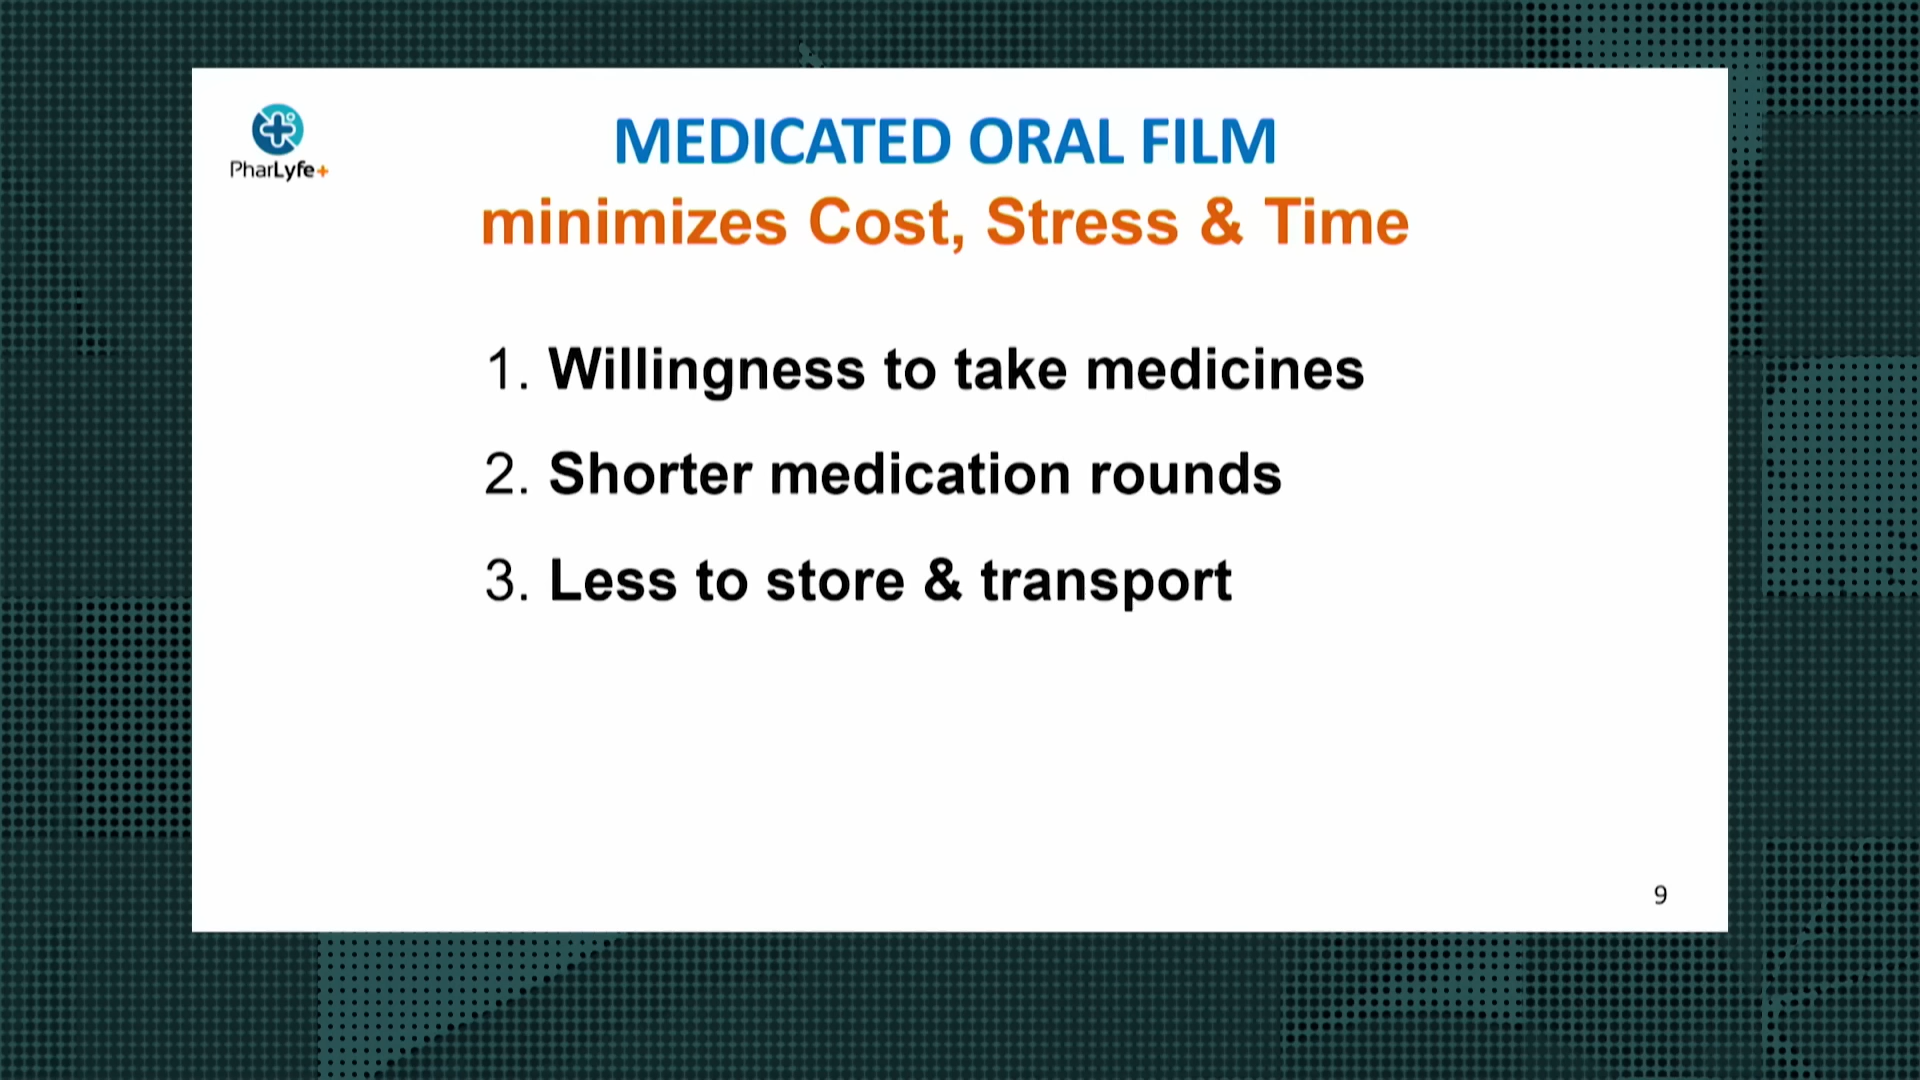 PharLyfe+
MEDICATED ORAL FILM
minimizes Cost, Stress & Time
1. Willingness to take medicines
2. Shorter medication rounds
3. Less to store & transport
9